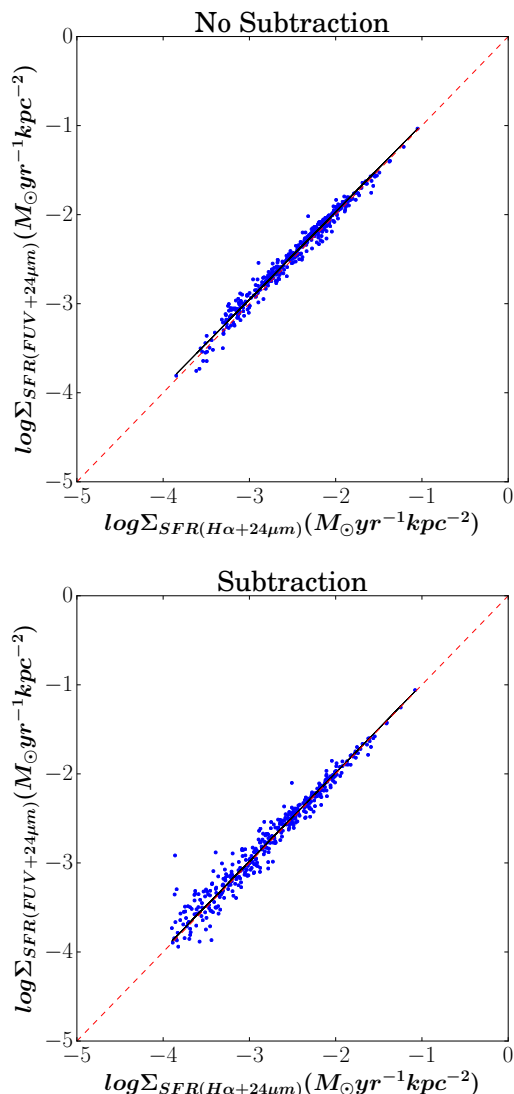 No Subtraction
0
−1
−2
−3
−4
−5
logΣSFR(FUV+24μm)(M⊙yr−1kpc−2)
−5 −4 −3 −2 −1 0
logΣSFR(Hα+24μm)(M⊙yr−1kpc−2)
Subtraction
0
−1
−2
−3
−4
−5
logΣSFR(FUV+24μm)(M⊙yr−1kpc−2)
−5 −4 −3 −2 −1 0
logΣSFR(Hα+24μm)(M⊙yr−1kpc−2)